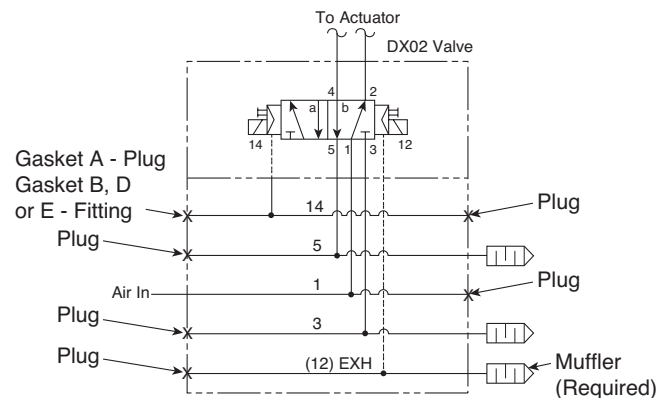 To Actuator
DX02 Valve
4 2
a b
14 5 1 3 12
Gasket A - Plug
Gasket B, D
or E - Fitting
14
Plug
Plug
5
Air In
1
Plug
Plug
3
Plug
(12) EXH
Muffler
(Required)